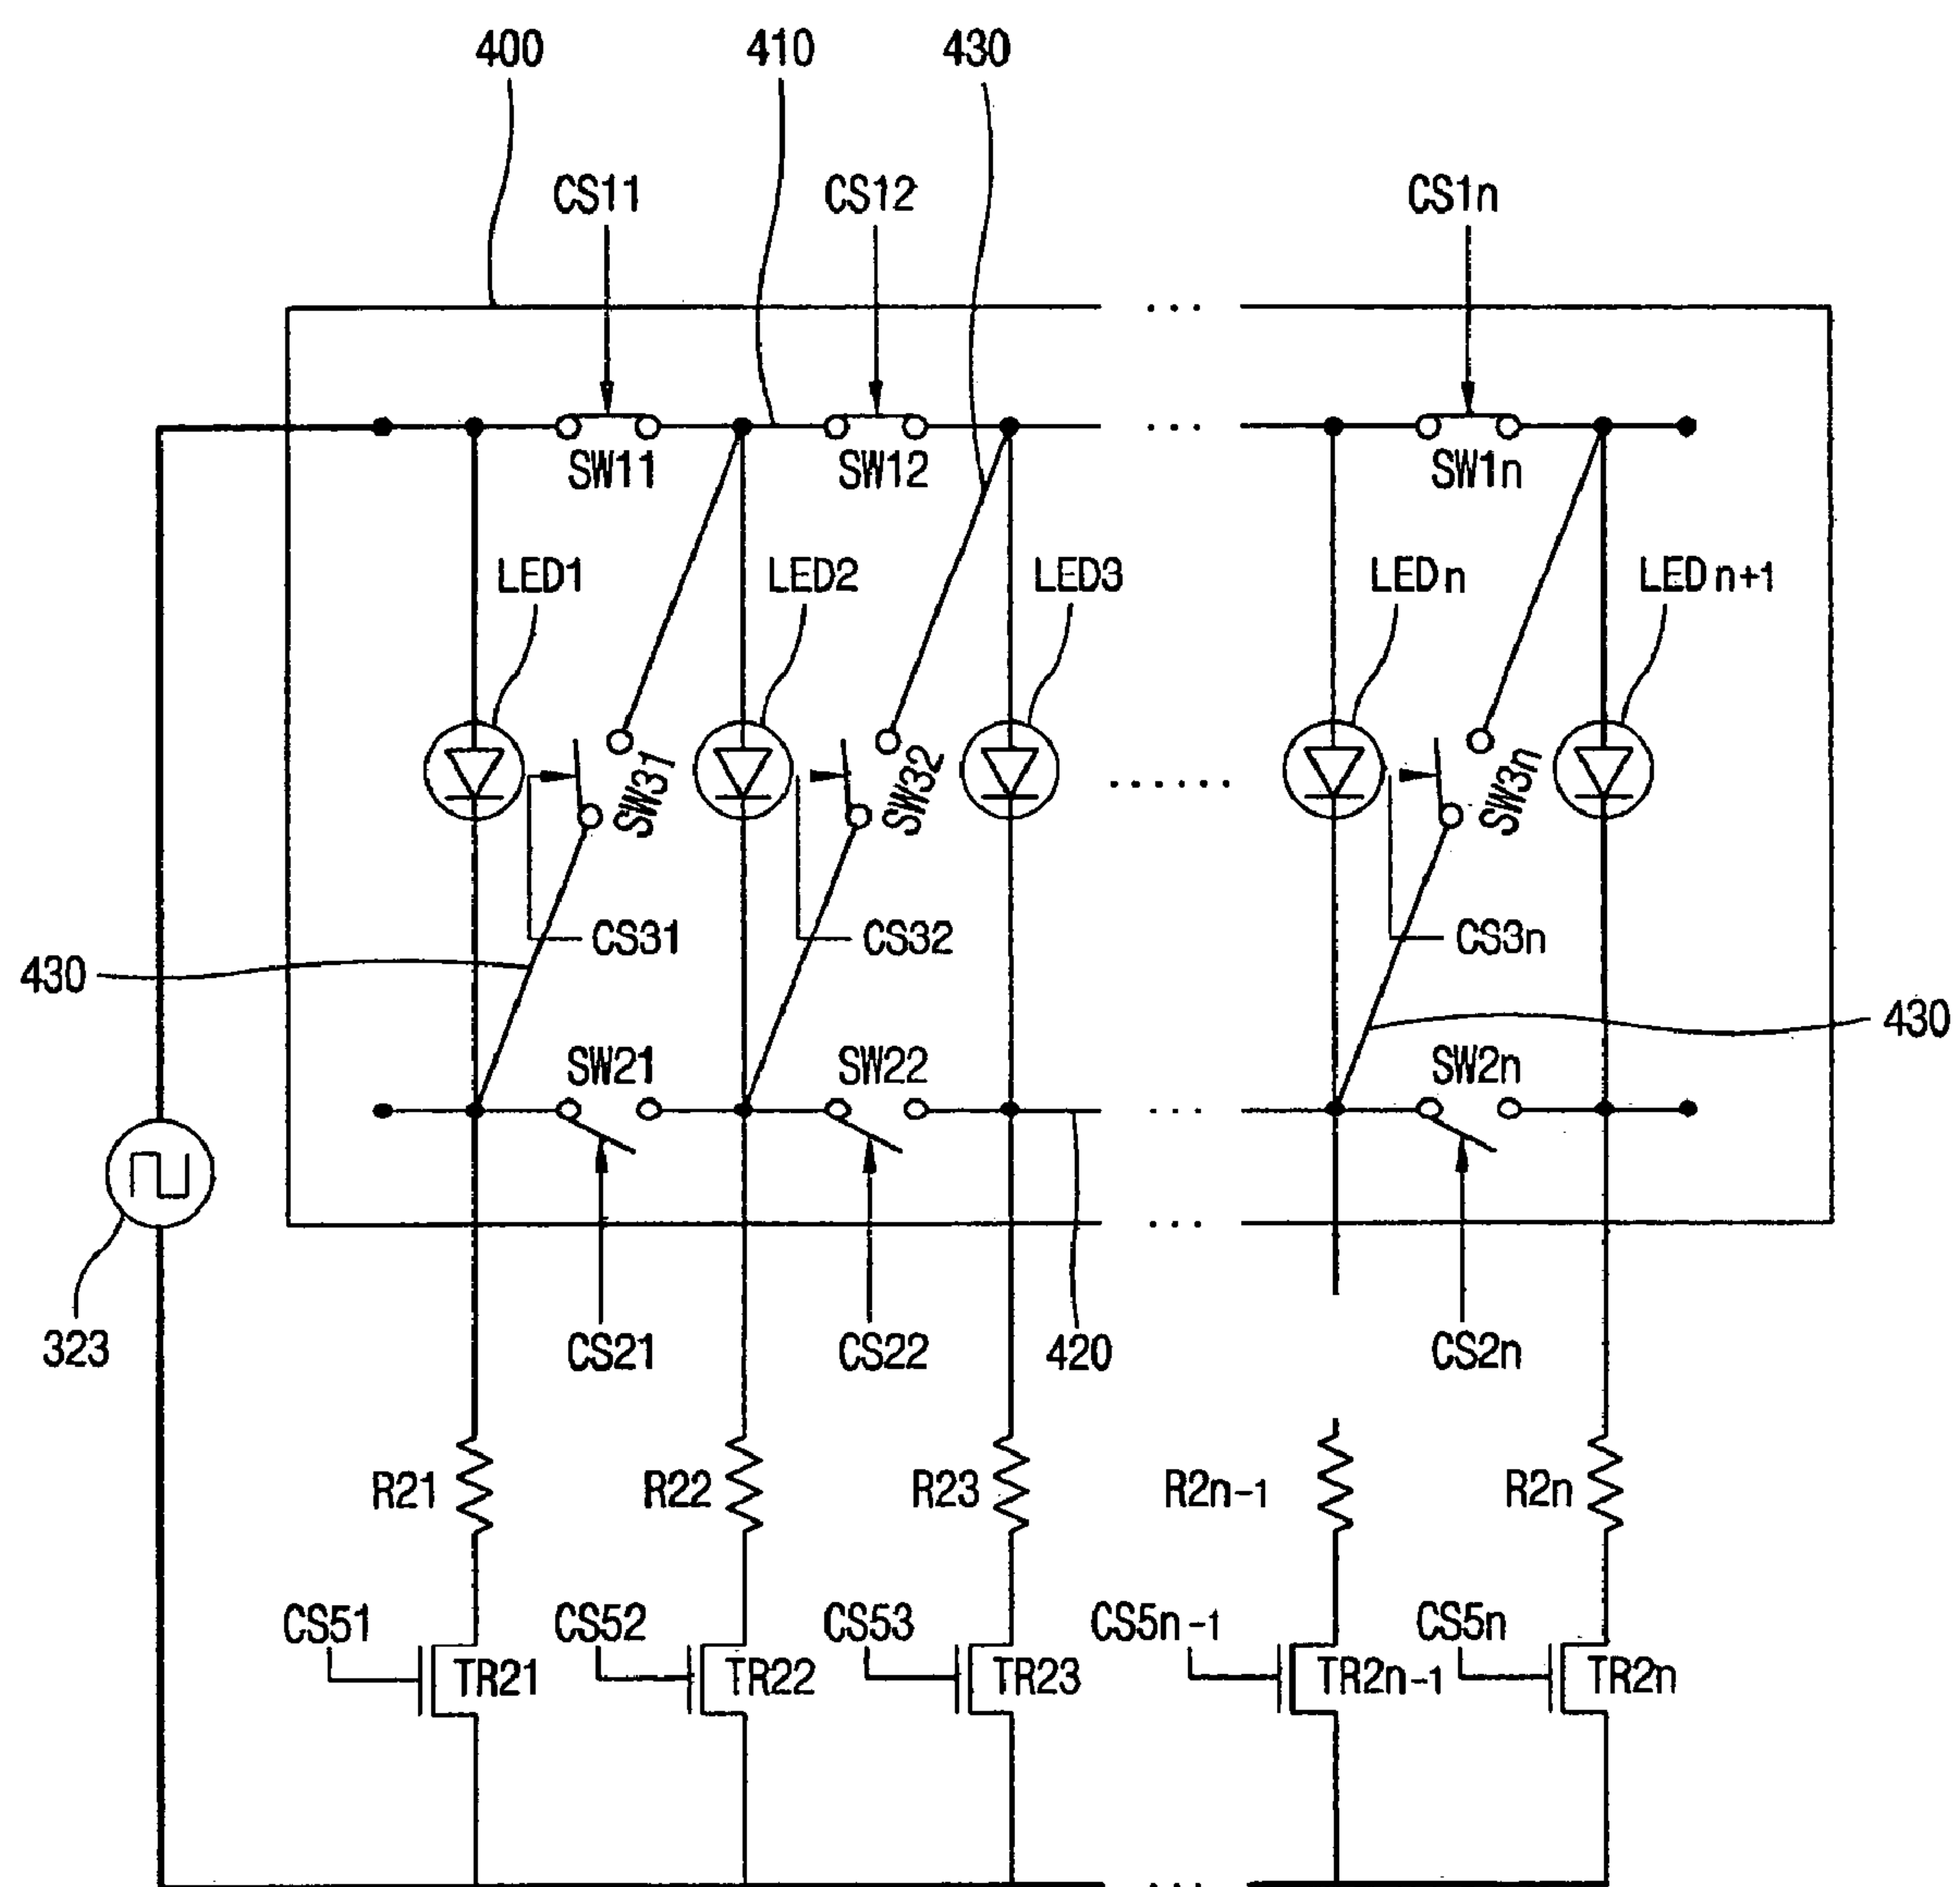 400 410 430
CS11 CS12 CS1n
SW11 SW12 SW1n
LED1 LED2 LED3 LEDn LEDn+1
SW31 SW32 SW3n
CS31 CS32 CS3n
430
430
SW21 SW22 SW2n
323
CS21 CS22 420 CS2n
R21 R22 R23 R2n-1 R2n
CS51 CS52 CS53 CS5n-1 CS5n
TR21 TR22 TR23 TR2n-1 TR2n